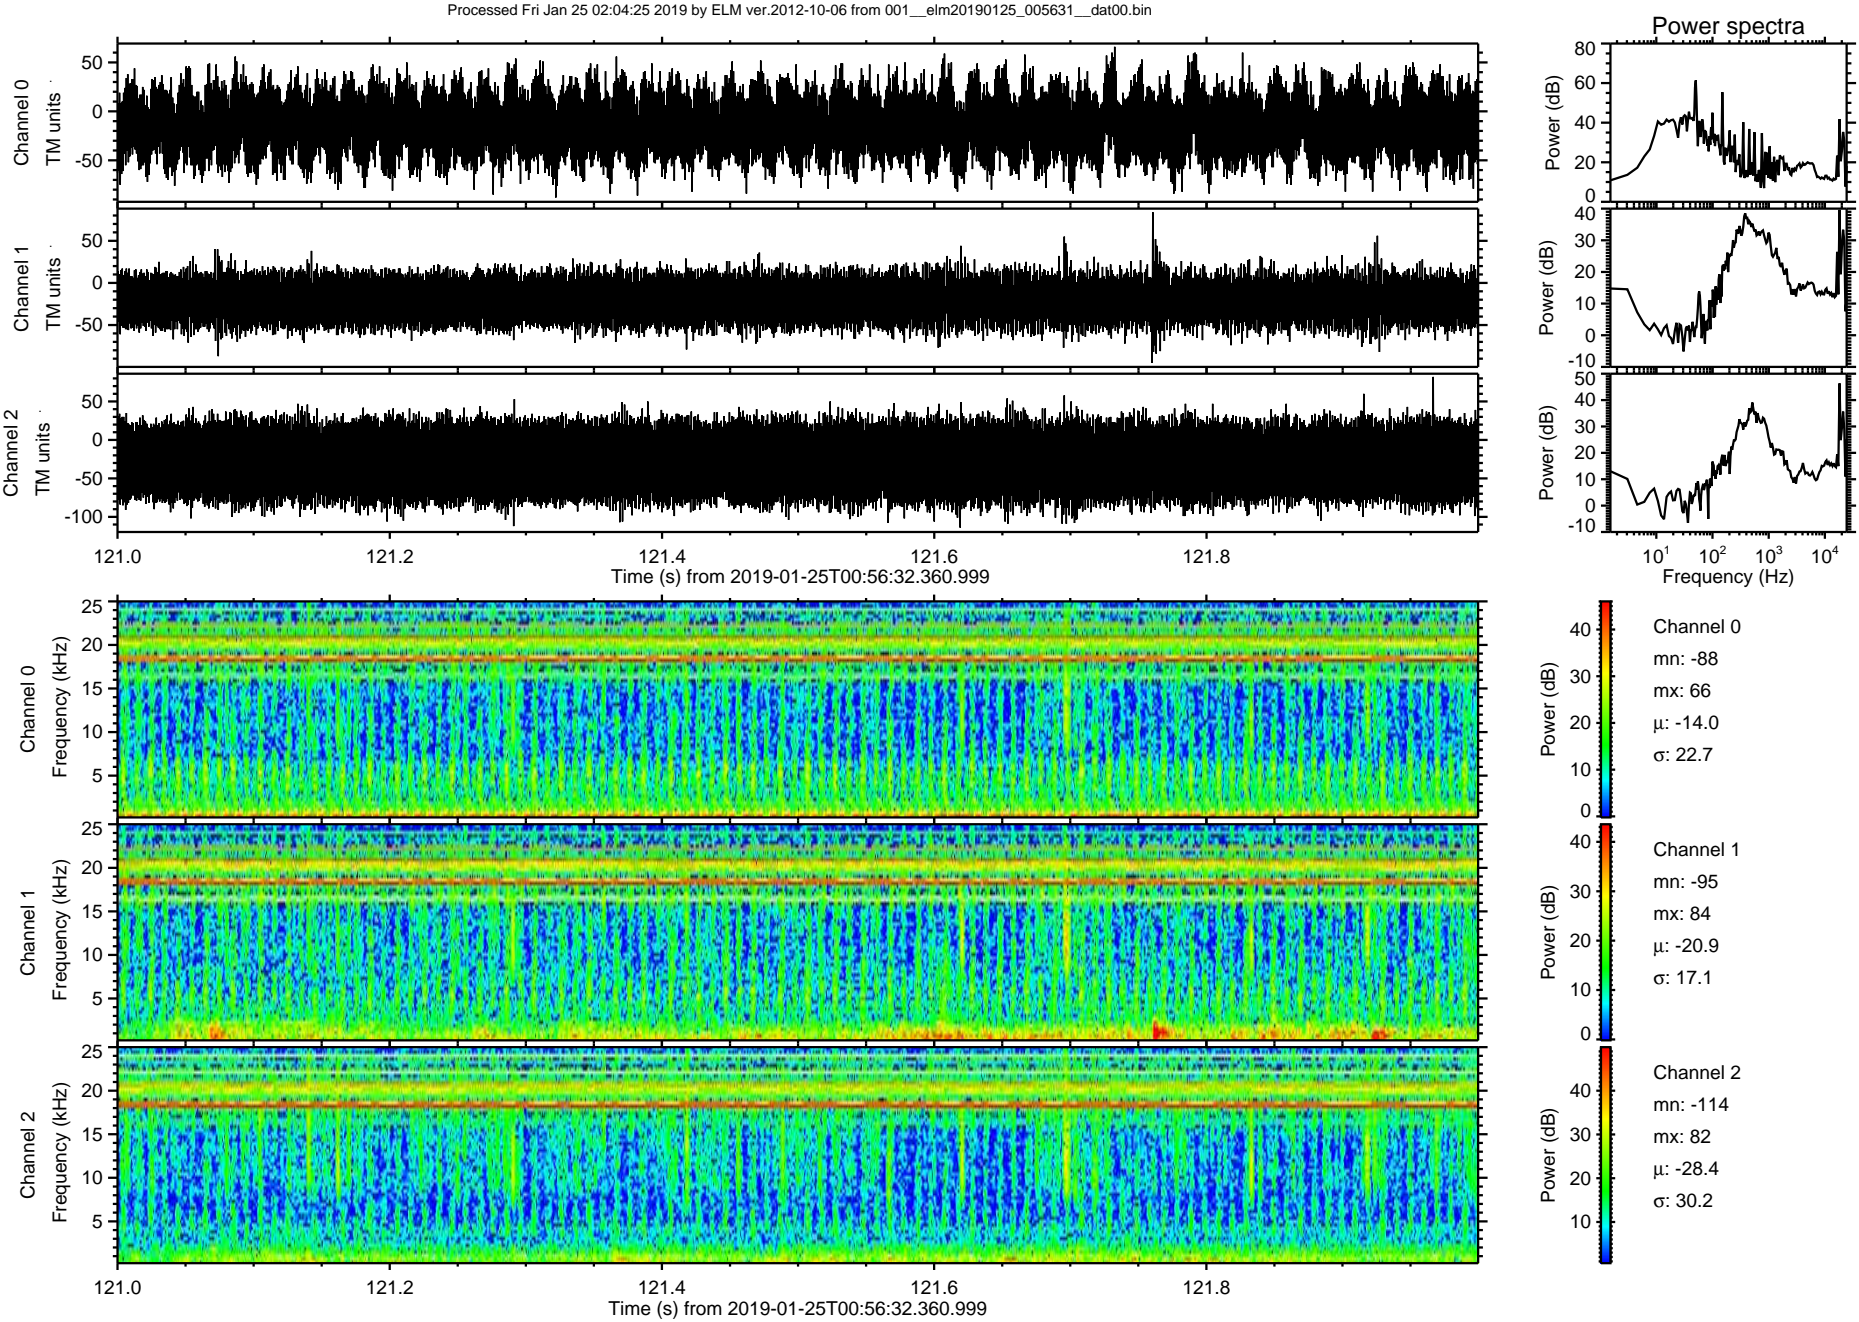 Processed Fri Jan 25 02:04:25 2019 by ELM ver.2012-10-06 from 001__elm20190125_005631__dat00.bin
Power spectra
Channel 0
TM units
50
0
-50
Power (dB)
80
60
40
20
0
Channel 1
TM units
50
0
-50
Power (dB)
40
30
20
10
0
-10
Channel 2
TM units
50
0
-50
-100
Power (dB)
50
40
30
20
10
0
-10
121.0 121.2 121.4 121.6 121.8
Time (s) from 2019-01-25T00:56:32.360.999
10¹ 10² 10³ 10⁴
Frequency (Hz)
Channel 0
Frequency (kHz)
25
20
15
10
5
Power (dB)
40
30
20
10
0
Channel 0
mn: -88
mx: 66
μ: -14.0
σ: 22.7
Channel 1
Frequency (kHz)
25
20
15
10
5
Power (dB)
40
30
20
10
0
Channel 1
mn: -95
mx: 84
μ: -20.9
σ: 17.1
Channel 2
Frequency (kHz)
25
20
15
10
5
Power (dB)
40
30
20
10
Channel 2
mn: -114
mx: 82
μ: -28.4
σ: 30.2
121.0 121.2 121.4 121.6 121.8
Time (s) from 2019-01-25T00:56:32.360.999